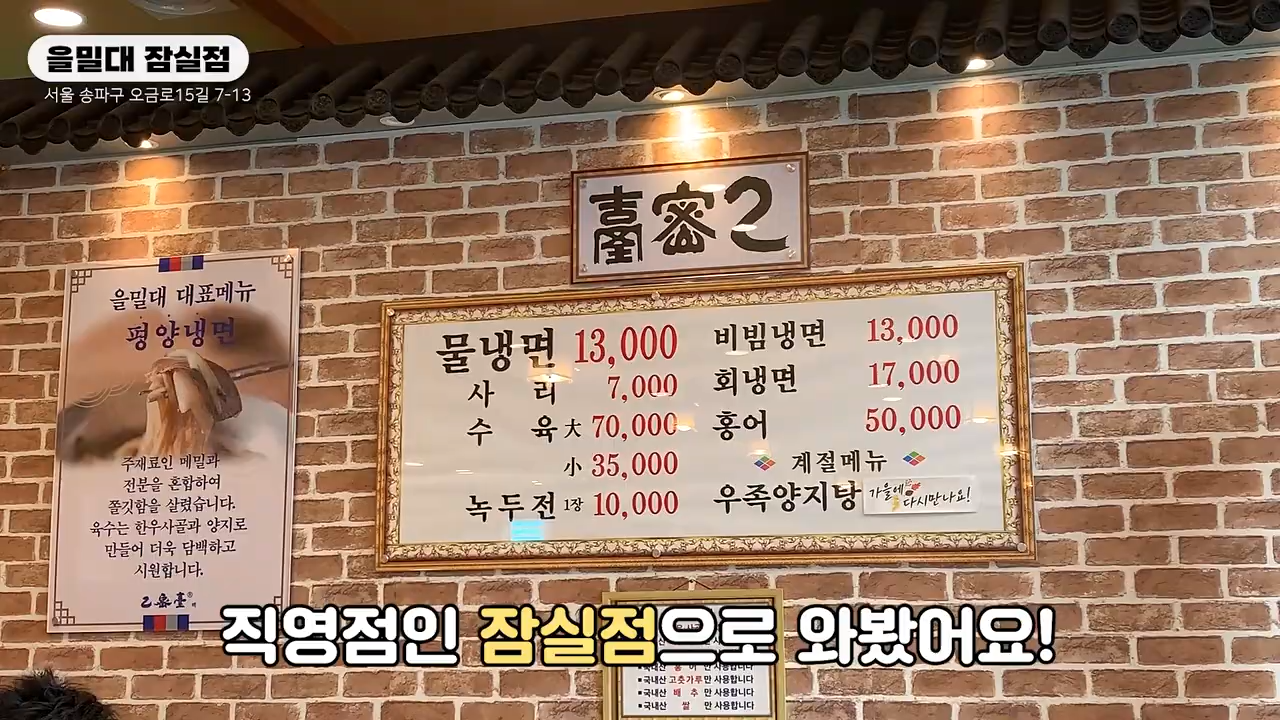 을밀대 잠실점
서울 송파구 오금로15길 7-13
臺密乙
을밀대 대표메뉴
평양냉면
주재료인 메밀과
전분을 혼합하여
쫄깃함을 살렸습니다.
육수는 한우사골과 양지로
만들어 더욱 담백하고
시원합니다.
물냉면 13,000
사리 7,000
수육 大 70,000
小 35,000
녹두전 1장 10,000
비빔냉면 13,000
회냉면 17,000
홍어 50,000
계절메뉴
우족양지탕 가을에 다시만나요!
직영점인 잠실점으로 와봤어요!
국내산 고춧가루만 사용합니다
국내산 배추만 사용합니다
국내산 쌀만 사용합니다